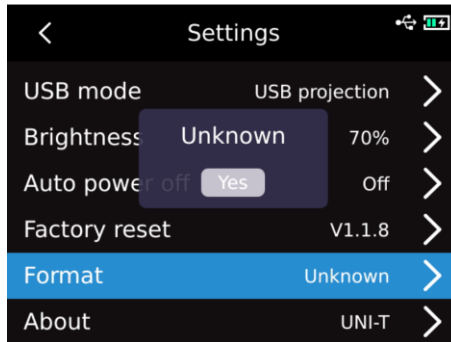 Settings
USB mode USB projection
Brightness 70%
Unknown
Auto power off Off
Yes
Factory reset V1.1.8
Format Unknown
About UNI-T